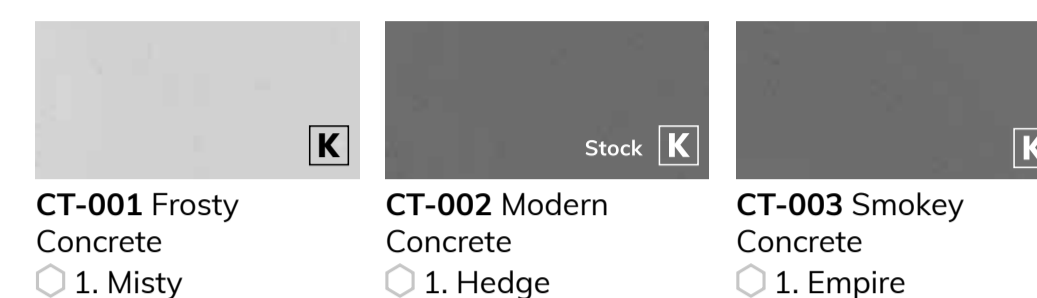 K
Stock K
K
CT-001 Frosty
Concrete
1. Misty
CT-002 Modern
Concrete
1. Hedge
CT-003 Smokey
Concrete
1. Empire